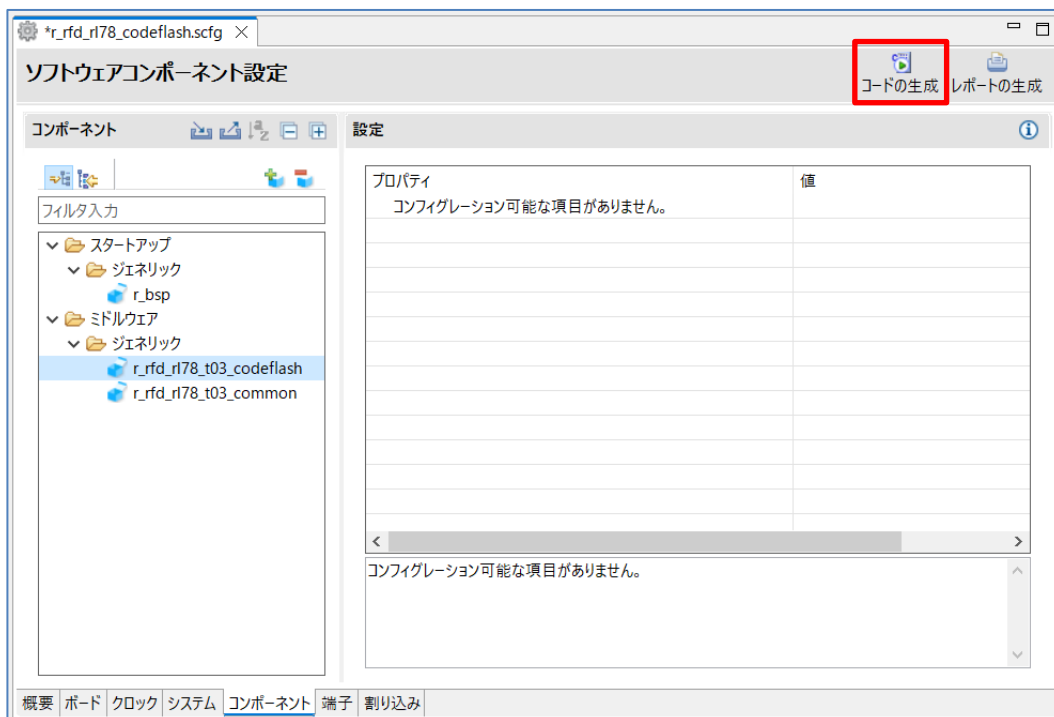 *r_rfd_rl78_codeflash.scfg
ソフトウェアコンポーネント設定
コードの生成 レポートの生成
コンポーネント
設定
フィルタ入力
スタートアップ
ジェネリック
r_bsp
ミドルウェア
ジェネリック
r_rfd_rl78_t03_codeflash
r_rfd_rl78_t03_common
プロパティ 値
コンフィグレーション可能な項目がありません。
コンフィグレーション可能な項目がありません。
概要 ボード クロック システム コンポーネント 端子 割り込み